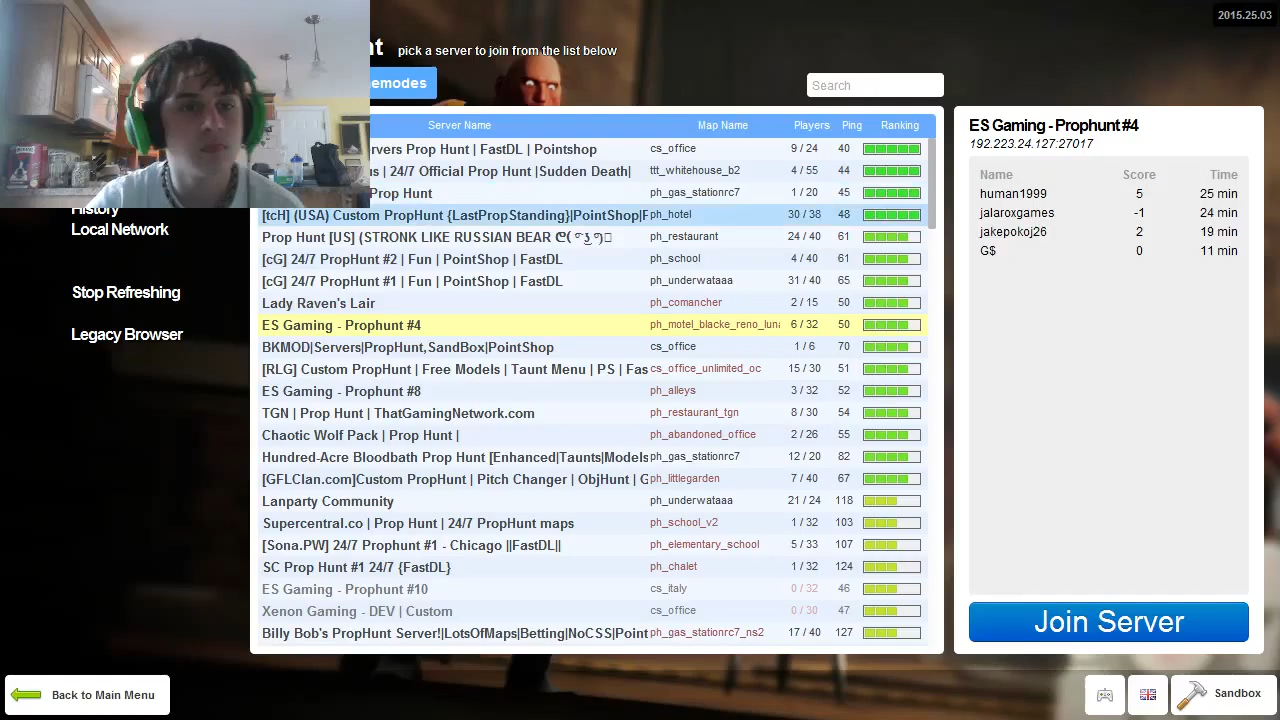 2015.25.03
nt pick a server to join from the list below
emodes
Search
Server Name Map Name Players Ping Ranking
rvers Prop Hunt | FastDL | Pointshop cs_office 9 / 24 40
us | 24/7 Official Prop Hunt |Sudden Death| ttt_whitehouse_b2 4 / 55 44
Prop Hunt ph_gas_stationrc7 1 / 20 45
[tcH] (USA) Custom PropHunt {LastPropStanding}|PointShop|F ph_hotel 30 / 38 48
Prop Hunt [US] (STRONK LIKE RUSSIAN BEAR ph_restaurant 24 / 40 61
[cG] 24/7 PropHunt #2 | Fun | PointShop | FastDL ph_school 4 / 40 61
[cG] 24/7 PropHunt #1 | Fun | PointShop | FastDL ph_underwataaa 31 / 40 65
Lady Raven's Lair ph_comancher 2 / 15 50
ES Gaming - Prophunt #4 ph_motel_blacke_reno_luna 6 / 32 50
BKMOD|Servers|PropHunt,SandBox|PointShop cs_office 1 / 6 70
[RLG] Custom PropHunt | Free Models | Taunt Menu | PS | Fas cs_office_unlimited_oc 15 / 30 51
ES Gaming - Prophunt #8 ph_alleys 3 / 32 52
TGN | Prop Hunt | ThatGamingNetwork.com ph_restaurant_tgn 8 / 30 54
Chaotic Wolf Pack | Prop Hunt | ph_abandoned_office 2 / 26 55
Hundred-Acre Bloodbath Prop Hunt [Enhanced|Taunts|Models ph_gas_stationrc7 12 / 20 82
[GFLClan.com]Custom PropHunt | Pitch Changer | ObjHunt | G ph_littlegarden 7 / 40 67
Lanparty Community ph_underwataaa 21 / 24 118
Supercentral.co | Prop Hunt | 24/7 PropHunt maps ph_school_v2 1 / 32 103
[Sona.PW] 24/7 Prophunt #1 - Chicago ||FastDL|| ph_elementary_school 5 / 33 107
SC Prop Hunt #1 24/7 {FastDL} ph_chalet 1 / 32 124
ES Gaming - Prophunt #10 cs_italy 0 / 32 46
Xenon Gaming - DEV | Custom cs_office 0 / 30 47
Billy Bob's PropHunt Server!|LotsOfMaps|Betting|NoCSS|Point ph_gas_stationrc7_ns2 17 / 40 127
History
Local Network
Stop Refreshing
Legacy Browser
ES Gaming - Prophunt #4
192.223.24.127:27017
Name Score Time
human1999 5 25 min
jalaroxgames -1 24 min
jakepokoj26 2 19 min
G$ 0 11 min
Join Server
Back to Main Menu
Sandbox